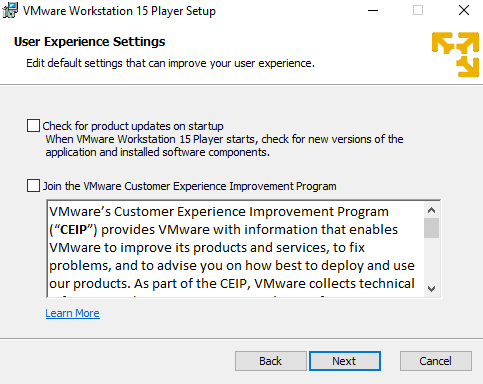 VMware Workstation 15 Player Setup
User Experience Settings
Edit default settings that can improve your user experience.
Check for product updates on startup
When VMware Workstation 15 Player starts, check for new versions of the
application and installed software components.
Join the VMware Customer Experience Improvement Program
VMware's Customer Experience Improvement Program
("CEIP") provides VMware with information that enables
VMware to improve its products and services, to fix
problems, and to advise you on how best to deploy and use
our products. As part of the CEIP, VMware collects technical
Learn More
Back
Next
Cancel